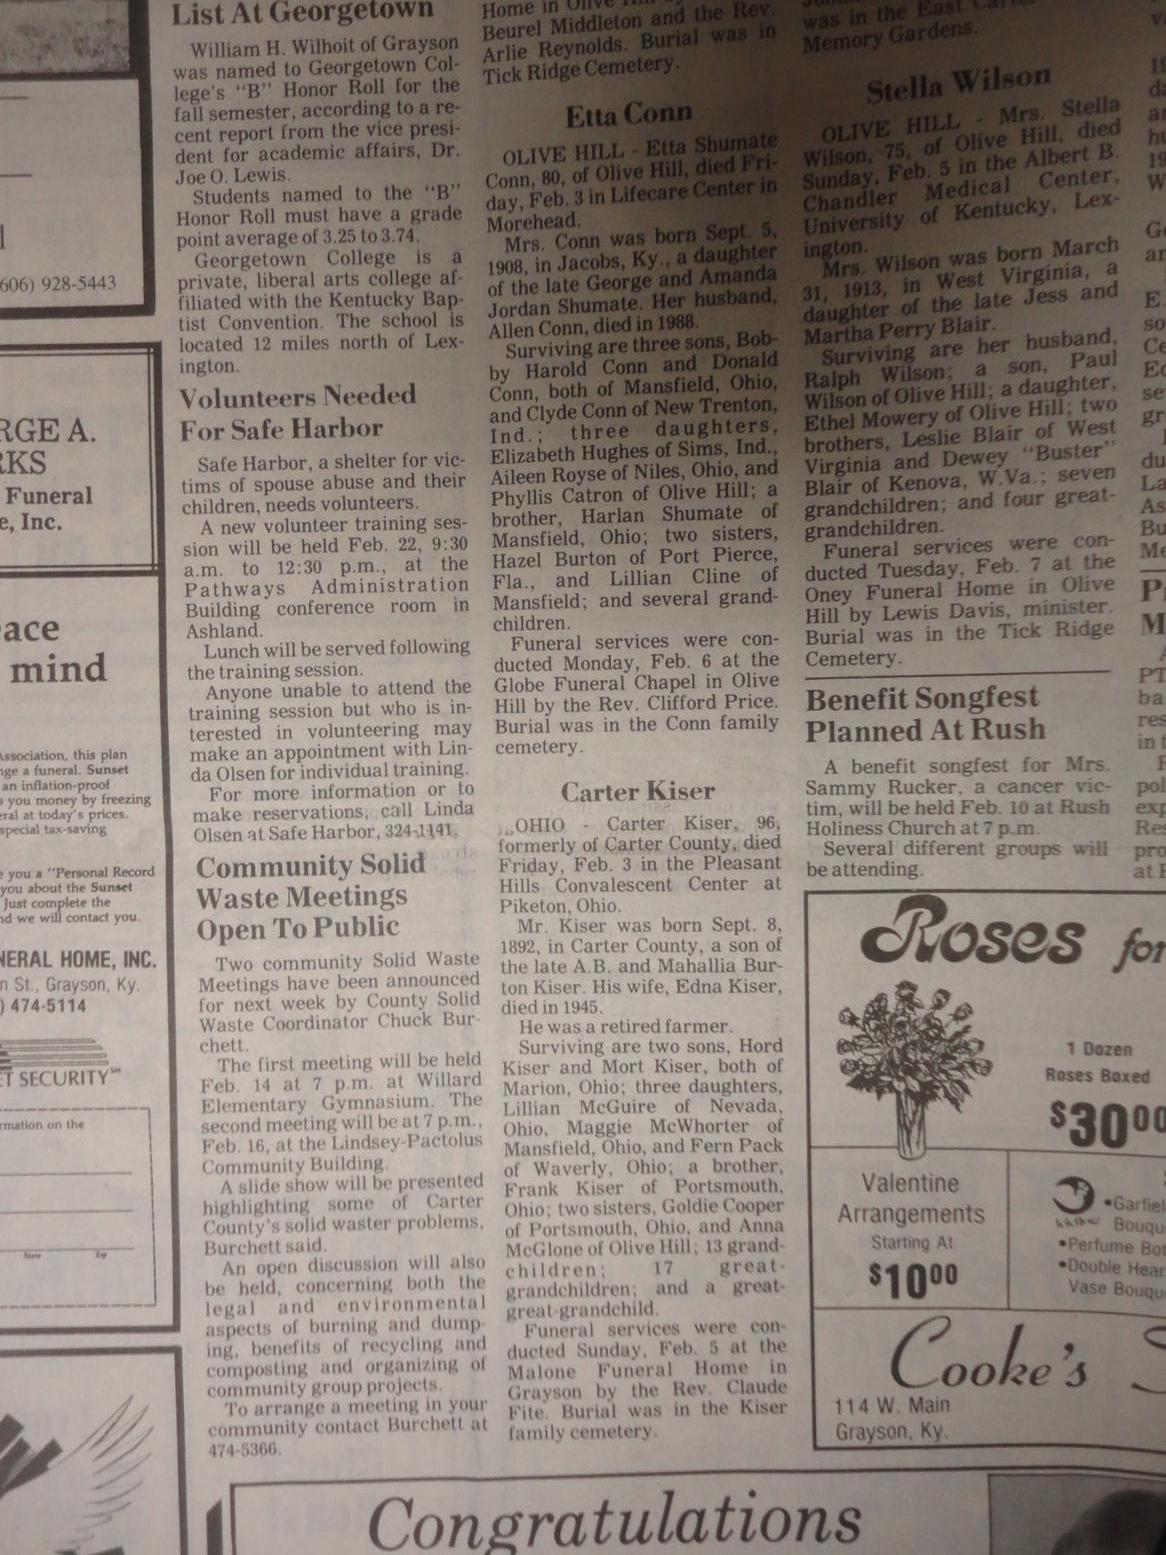 List At Georgetown
William H. Wilhoit of Grayson
was named to Georgetown Col-
lege's "B" Honor Roll for the
fall semester, according to a re-
cent report from the vice presi-
dent for academic affairs, Dr.
Joe O. Lewis.
Students named to the "B"
Honor Roll must have a grade
point average of 3.25 to 3.74.
Georgetown College is a
private, liberal arts college af-
filiated with the Kentucky Bap-
tist Convention. The school is
located 12 miles north of Lex-
ington.
Volunteers Needed
For Safe Harbor
Safe Harbor, a shelter for vic-
tims of spouse abuse and their
children, needs volunteers.
A new volunteer training ses-
sion will be held Feb. 22, 9:30
a.m. to 12:30 p.m., at the
Pathways Administration
Building conference room in
Ashland.
Lunch will be served following
the training session.
Anyone unable to attend the
training session but who is in-
terested in volunteering may
make an appointment with Lin-
da Olsen for individual training.
For more information or to
make reservations, call Linda
Olsen at Safe Harbor, 324-1141.
Community Solid
Waste Meetings
Open To Public
Two community Solid Waste
Meetings have been announced
for next week by County Solid
Waste Coordinator Chuck Bur-
chett.
The first meeting will be held
Feb. 14 at 7 p.m. at Willard
Elementary Gymnasium. The
second meeting will be at 7 p.m.,
Feb. 16, at the Lindsey-Pactolus
Community Building.
A slide show will be presented
highlighting some of Carter
County's solid waster problems,
Burchett said.
An open discussion will also
be held, concerning both the
legal and environmental
aspects of burning and dump-
ing, benefits of recycling and
composting and organizing of
community group projects.
To arrange a meeting in your
community contact Burchett at
474-5366.
Home in Olive Hill by
Beurel Middleton and the Rev.
Arlie Reynolds. Burial was in
Tick Ridge Cemetery.
Etta Conn
OLIVE HILL - Etta Shumate
Conn, 80, of Olive Hill, died Fri-
day, Feb. 3 in Lifecare Center in
Morehead.
Mrs. Conn was born Sept. 5,
1908, in Jacobs, Ky., a daughter
of the late George and Amanda
Jordan Shumate. Her husband,
Allen Conn, died in 1988.
Surviving are three sons, Bob-
by Harold Conn and Donald
Conn, both of Mansfield, Ohio,
and Clyde Conn of New Trenton,
Ind.; three daughters,
Elizabeth Hughes of Sims, Ind.,
Aileen Royse of Niles, Ohio, and
Phyllis Catron of Olive Hill; a
brother, Harlan Shumate of
Mansfield, Ohio; two sisters,
Hazel Burton of Port Pierce,
Fla., and Lillian Cline of
Mansfield; and several grand-
children.
Funeral services were con-
ducted Monday, Feb. 6 at the
Globe Funeral Chapel in Olive
Hill by the Rev. Clifford Price.
Burial was in the Conn family
cemetery.
Carter Kiser
OHIO - Carter Kiser, 96,
formerly of Carter County, died
Friday, Feb. 3 in the Pleasant
Hills Convalescent Center at
Piketon, Ohio.
Mr. Kiser was born Sept. 8,
1892, in Carter County, a son of
the late A.B. and Mahallia Bur-
ton Kiser. His wife, Edna Kiser,
died in 1945.
He was a retired farmer.
Surviving are two sons, Hord
Kiser and Mort Kiser, both of
Marion, Ohio; three daughters,
Lillian McGuire of Nevada,
Ohio, Maggie McWhorter of
Mansfield, Ohio, and Fern Pack
of Waverly, Ohio; a brother,
Frank Kiser of Portsmouth,
Ohio; two sisters, Goldie Cooper
of Portsmouth, Ohio, and Anna
McGlone of Olive Hill; 13 grand-
children; 17 great-
grandchildren; and a great-
great-grandchild.
Funeral services were con-
ducted Sunday, Feb. 5 at the
Malone Funeral Home in
Grayson by the Rev. Claude
Fite. Burial was in the Kiser
family cemetery.
was in the East Carter
Memory Gardens.
Stella Wilson
OLIVE HILL - Mrs. Stella
Wilson, 75, of Olive Hill, died
Sunday, Feb. 5 in the Albert B.
Chandler Medical Center,
University of Kentucky, Lex-
ington.
Mrs. Wilson was born March
31, 1913, in West Virginia, a
daughter of the late Jess and
Martha Perry Blair.
Surviving are her husband,
Ralph Wilson; a son, Paul
Wilson of Olive Hill; a daughter,
Ethel Mowery of Olive Hill; two
brothers, Leslie Blair of West
Virginia and Dewey "Buster"
Blair of Kenova, W.Va.; seven
grandchildren; and four great-
grandchildren.
Funeral services were con-
ducted Tuesday, Feb. 7 at the
Oney Funeral Home in Olive
Hill by Lewis Davis, minister.
Burial was in the Tick Ridge
Cemetery.
Benefit Songfest
Planned At Rush
A benefit songfest for Mrs.
Sammy Rucker, a cancer vic-
tim, will be held Feb. 10 at Rush
Holiness Church at 7 p.m.
Several different groups will
be attending.
Roses for
1 Dozen
Roses Boxed
$30 00
Valentine
Arrangements
Starting At
$10 00
•Garfiel
Bouqu
•Perfume Bot
•Double Hear
Vase Bouqu
Cooke's S
114 W. Main
Grayson, Ky.
606) 928-5443
RGE A.
RKS
Funeral
e, Inc.
eace
mind
Association, this plan
nge a funeral. Sunset
an inflation-proof
s you money by freezing
eral at today's prices.
special tax-saving
e you a "Personal Record
you about the Sunset
Just complete the
nd we will contact you.
NERAL HOME, INC.
n St., Grayson, Ky.
) 474-5114
ET SECURITY℠
rmation on the
State Zip
Congratulations